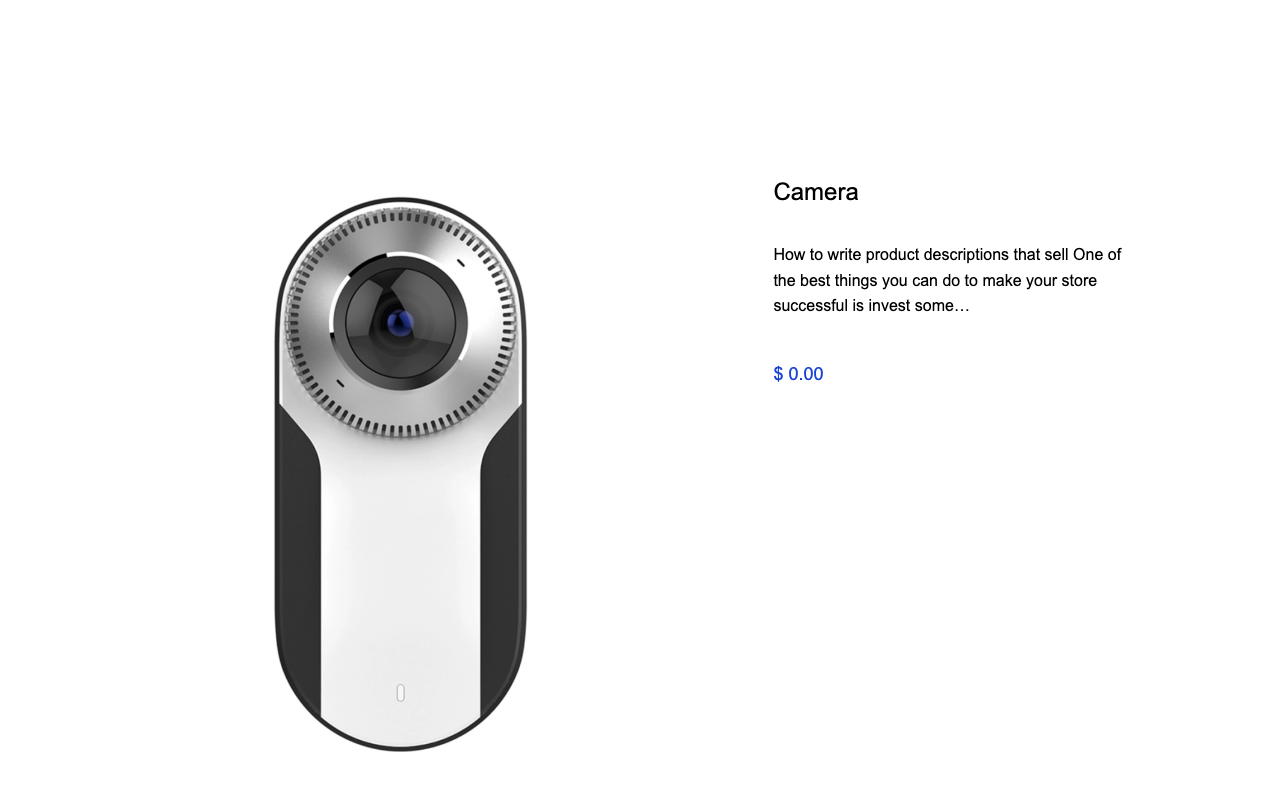 Camera
How to write product descriptions that sell One of
the best things you can do to make your store
successful is invest some…
$ 0.00